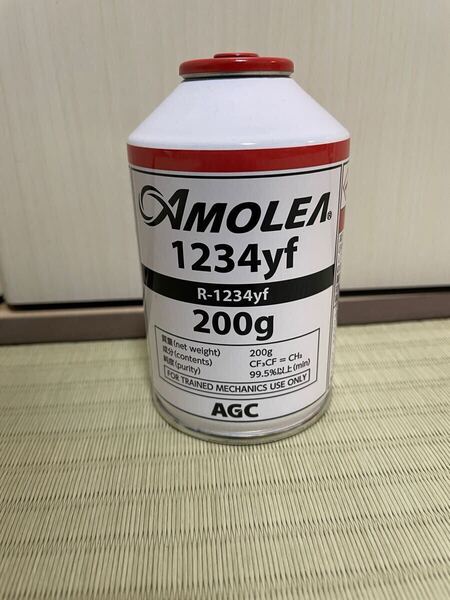 AMOLEA®
1234yf
R-1234yf
200g
質量(net weight) 200g
成分(contents) CF₃CF = CH₂
純度(purity) 99.5%以上(min)
FOR TRAINED MECHANICS USE ONLY
AGC